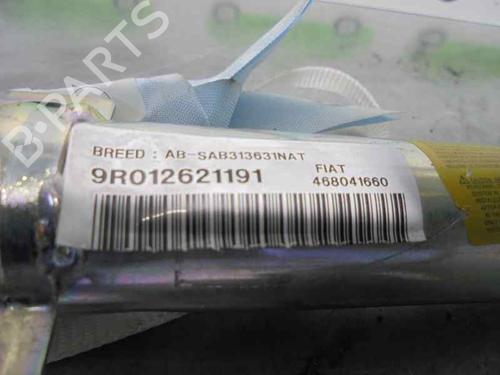 B-PARTS
BREED : AB-SAB313631NAT
9R012621191
FIAT
468041660